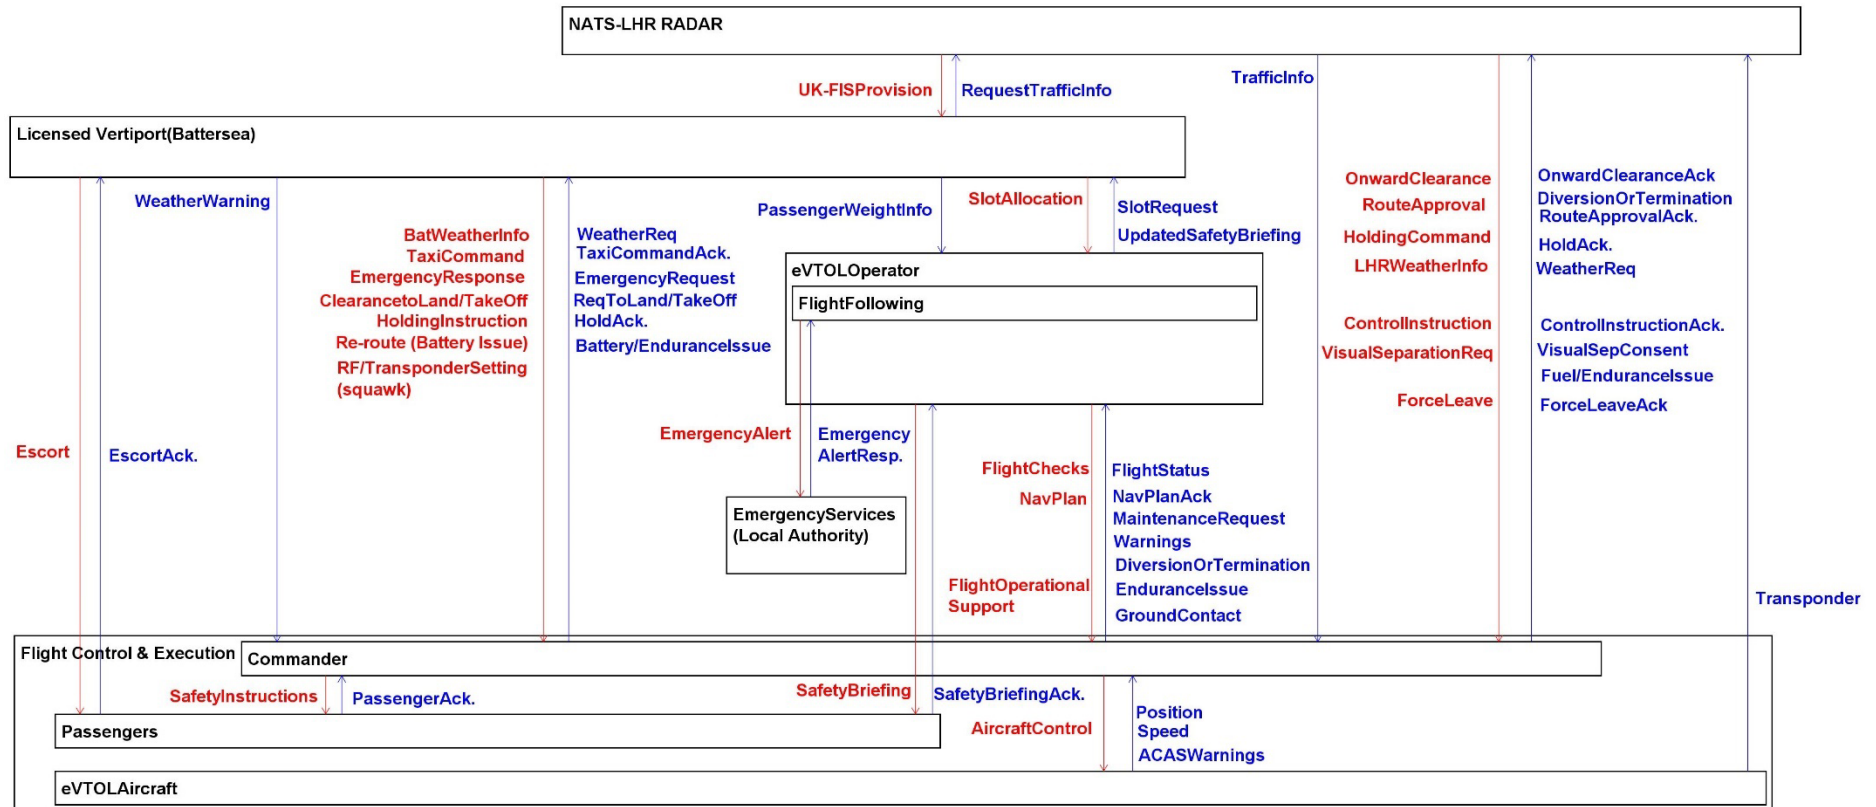 NATS-LHR RADAR
UK-FISProvision
RequestTrafficInfo
TrafficInfo
Licensed Vertiport(Battersea)
WeatherWarning
BatWeatherInfo
TaxiCommand
EmergencyResponse
ClearancetoLand/TakeOff
HoldingInstruction
Re-route (Battery Issue)
RF/TransponderSetting
(squawk)
WeatherReq
TaxiCommandAck.
EmergencyRequest
ReqToLand/TakeOff
HoldAck.
Battery/EnduranceIssue
PassengerWeightInfo
SlotAllocation
SlotRequest
UpdatedSafetyBriefing
OnwardClearance
RouteApproval
HoldingCommand
LHRWeatherInfo
ControlInstruction
VisualSeparationReq
ForceLeave
OnwardClearanceAck
DiversionOrTermination
RouteApprovalAck.
HoldAck.
WeatherReq
ControlInstructionAck.
VisualSepConsent
Fuel/EnduranceIssue
ForceLeaveAck
eVTOLOperator
FlightFollowing
Escort
EscortAck.
EmergencyAlert
Emergency
AlertResp.
EmergencyServices
(Local Authority)
FlightChecks
NavPlan
FlightOperational
Support
FlightStatus
NavPlanAck
MaintenanceRequest
Warnings
DiversionOrTermination
EnduranceIssue
GroundContact
Transponder
Flight Control & Execution
Commander
SafetyInstructions
PassengerAck.
SafetyBriefing
SafetyBriefingAck.
AircraftControl
Position
Speed
ACASWarnings
Passengers
eVTOLAircraft